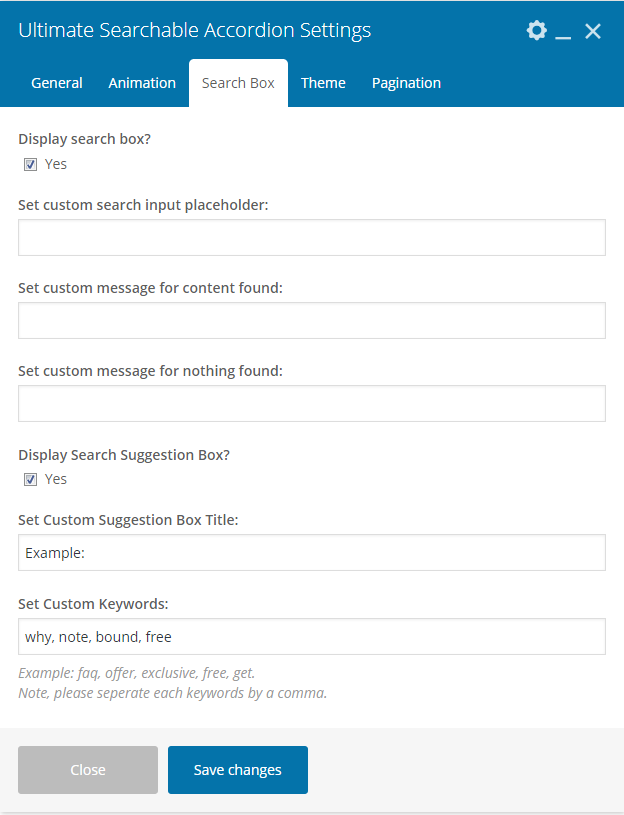 Ultimate Searchable Accordion Settings
General Animation Search Box Theme Pagination
Display search box?
Yes
Set custom search input placeholder:
Set custom message for content found:
Set custom message for nothing found:
Display Search Suggestion Box?
Yes
Set Custom Suggestion Box Title:
Example:
Set Custom Keywords:
why, note, bound, free
Example: faq, offer, exclusive, free, get.
Note, please seperate each keywords by a comma.
Close Save changes